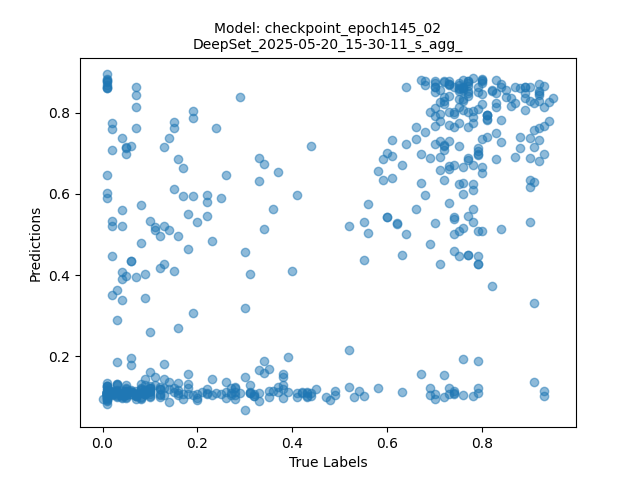 Model: checkpoint_epoch145_02
DeepSet_2025-05-20_15-30-11_s_agg_
0.8
0.6
0.4
0.2
Predictions
0.0 0.2 0.4 0.6 0.8
True Labels